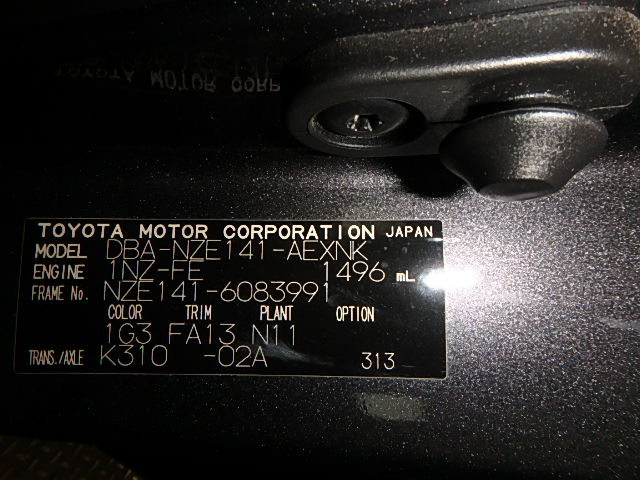 TOYOTA MOTOR CORP
TOYOTA MOTOR CORPORATION JAPAN
MODEL DBA-NZE141-AEXNK
ENGINE 1NZ-FE 1496 mL
FRAME No. NZE141-6083991
COLOR TRIM PLANT OPTION
1G3 FA13 N11
TRANS./AXLE K310 -02A 313